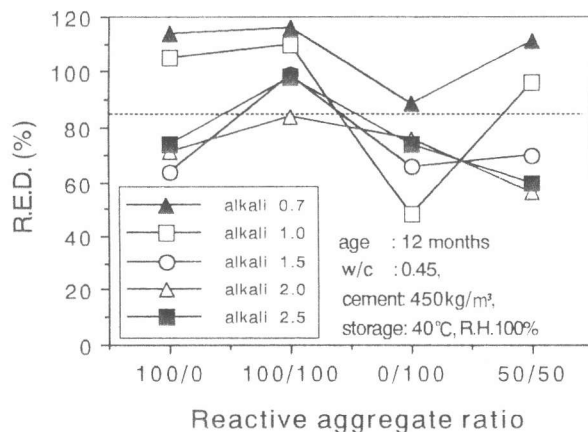 120
100
80
60
40
20
0
R.E.D. (%)
alkali 0.7
alkali 1.0
alkali 1.5
alkali 2.0
alkali 2.5
age : 12 months
w/c : 0.45,
cement: 450kg/m³,
storage: 40℃, R.H.100%
100/0 100/100 0/100 50/50
Reactive aggregate ratio